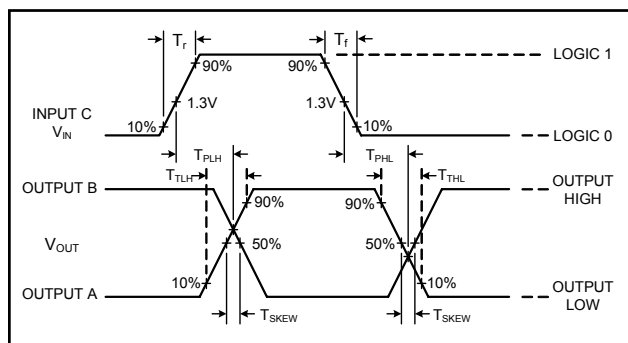 Tr
Tf
90%
90%
LOGIC 1
1.3V
1.3V
INPUT C
VIN
10%
10%
LOGIC 0
TPLH
TPHL
TTLH
TTHL
OUTPUT B
OUTPUT
HIGH
90%
90%
VOUT
50%
50%
10%
10%
OUTPUT A
OUTPUT
LOW
TSKEW
TSKEW